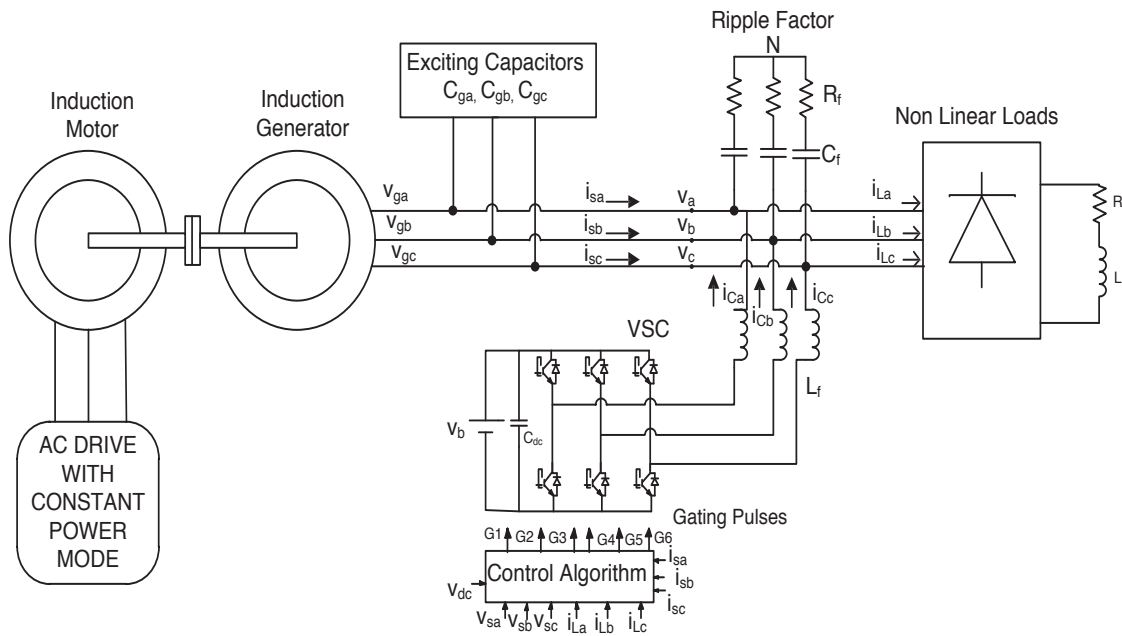 Ripple Factor
N
Exciting Capacitors
Cga, Cgb, Cgc
Rf
Cf
Induction
Motor
Induction
Generator
Non Linear Loads
vga
vgb
vgc
isa
isb
isc
va
vb
vc
iLa
iLb
iLc
R
L
iCa
iCb
iCc
VSC
Lf
vb
Cdc
AC DRIVE
WITH
CONSTANT
POWER
MODE
Gating Pulses
G1 G2 G3 G4 G5 G6
Control Algorithm
isa
isb
isc
vdc
vsa vsb vsc iLa iLb iLc